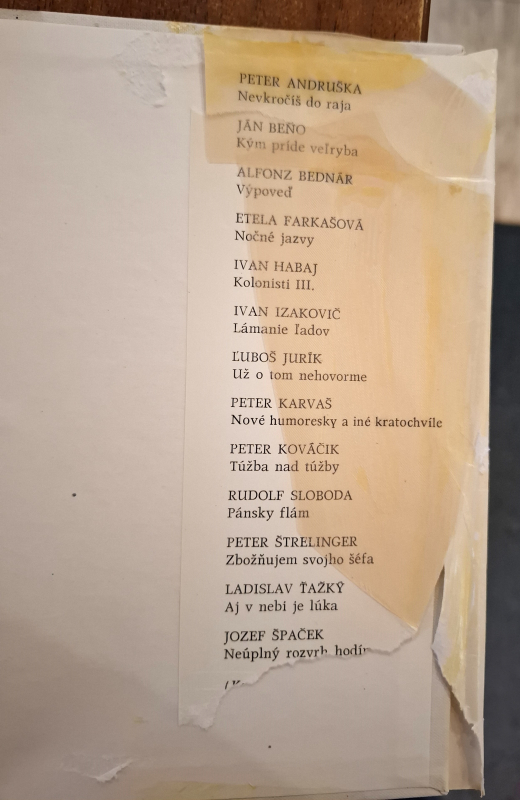 PETER ANDRUŠKA
Nevkročíš do raja
JÁN BEŇO
Kým príde veľryba
ALFONZ BEDNÁR
Výpoveď
ETELA FARKAŠOVÁ
Nočné jazvy
IVAN HABAJ
Kolonisti III.
IVAN IZAKOVIČ
Lámanie ľadov
ĽUBOŠ JURÍK
Už o tom nehovorme
PETER KARVAŠ
Nové humoresky a iné kratochvíle
PETER KOVÁČIK
Túžba nad túžby
RUDOLF SLOBODA
Pánsky flám
PETER ŠTRELINGER
Zbožňujem svojho šéfa
LADISLAV ŤAŽKÝ
Aj v nebi je lúka
JOZEF ŠPAČEK
Neúplný rozvrh